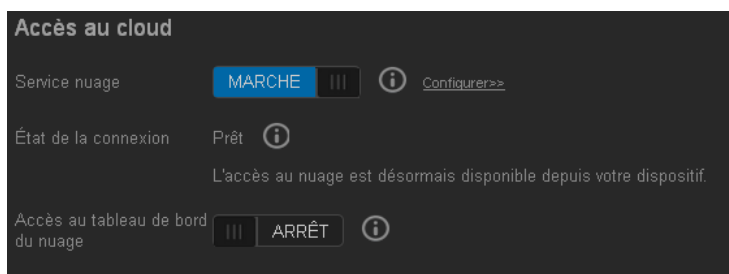 Accès au cloud
Service nuage MARCHE Configurer>>
État de la connexion Prêt
L'accès au nuage est désormais disponible depuis votre dispositif.
Accès au tableau de bord
du nuage ARRÊT